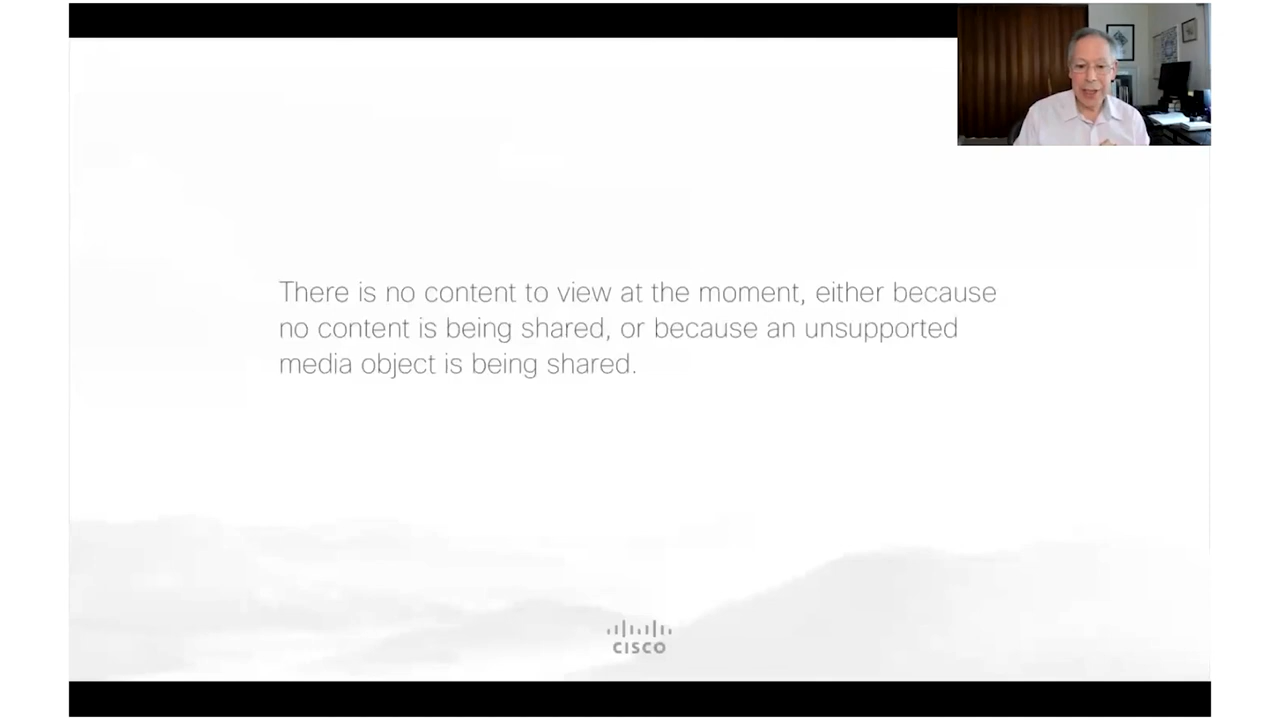 There is no content to view at the moment, either because
no content is being shared, or because an unsupported
media object is being shared.
CISCO